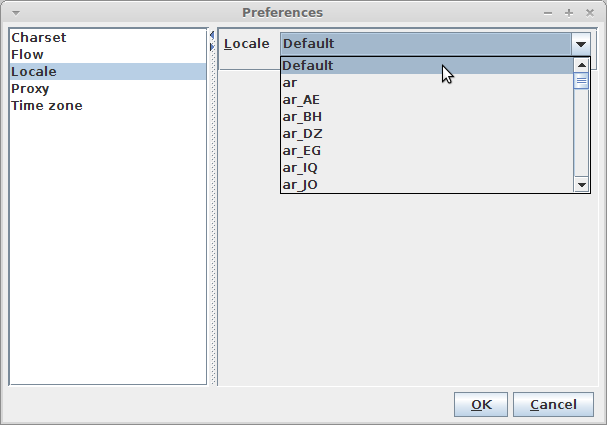 Preferences
Charset
Flow
Locale
Proxy
Time zone
Locale Default
Default
ar
ar_AE
ar_BH
ar_DZ
ar_EG
ar_IQ
ar_JO
OK Cancel